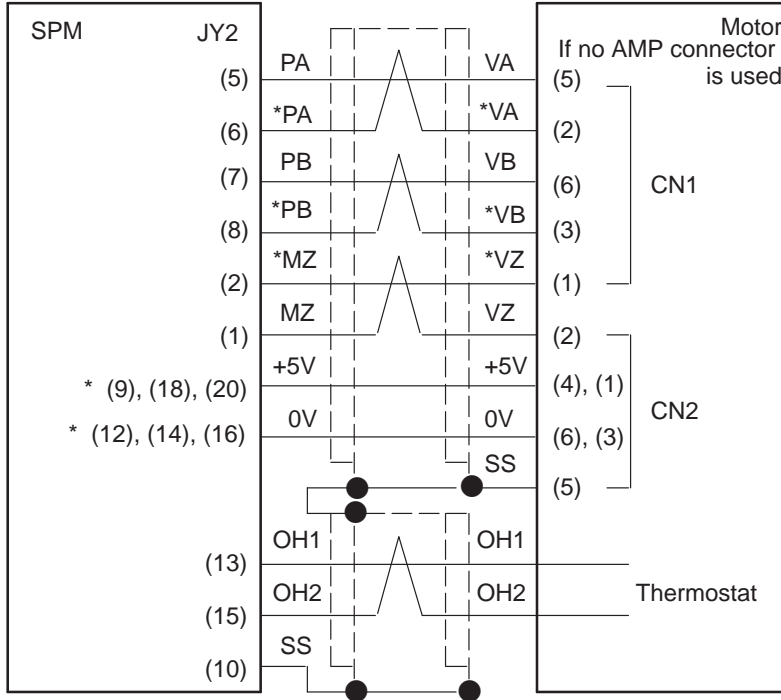 SPM JY2 Motor
If no AMP connector
is used
(5) PA VA (5)
(6) *PA *VA (2)
(7) PB VB (6)
CN1
(8) *PB *VB (3)
(2) *MZ *VZ (1)
(1) MZ VZ (2)
* (9), (18), (20) +5V +5V (4), (1)
CN2
* (12), (14), (16) 0V 0V (6), (3)
SS (5)
(13) OH1 OH1
Thermostat
(15) OH2 OH2
(10) SS